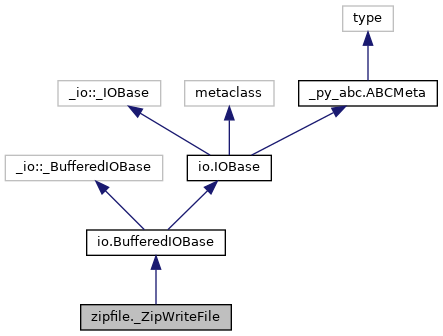 type
_io::_IOBase
metaclass
_py_abc.ABCMeta
_io::_BufferedIOBase
io.IOBase
io.BufferedIOBase
zipfile._ZipWriteFile